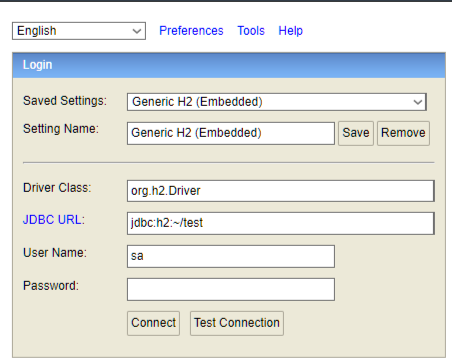 English Preferences Tools Help
Login
Saved Settings: Generic H2 (Embedded)
Setting Name: Generic H2 (Embedded) Save Remove
Driver Class: org.h2.Driver
JDBC URL: jdbc:h2:~/test
User Name: sa
Password:
Connect Test Connection